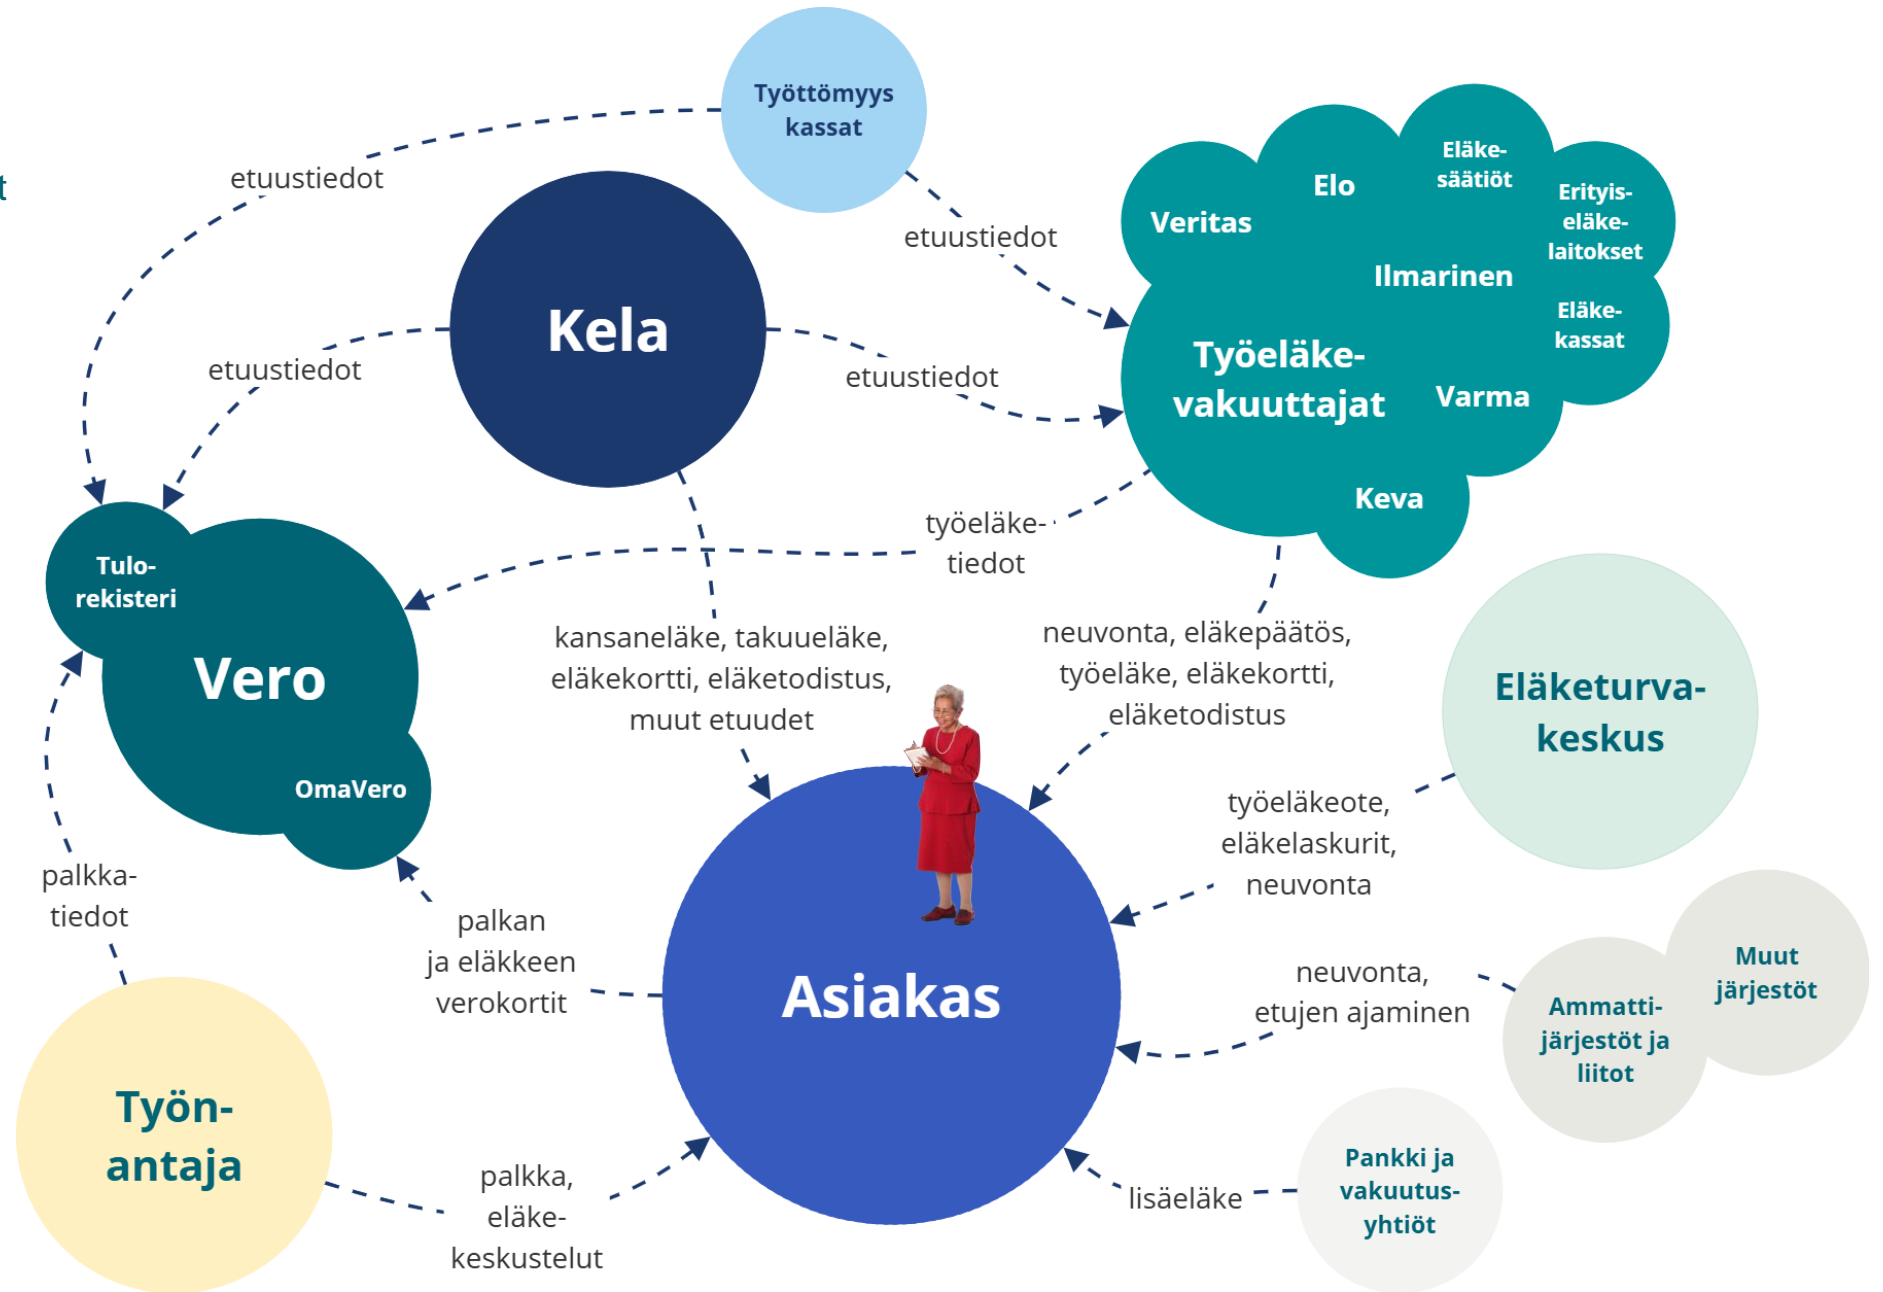 t
Työttömyys
kassat
etuustiedot
etuustiedot
Kela
etuustiedot
etuustiedot
Veritas
Elo
Eläke-
säätiöt
Erityis-
eläke-
laitokset
Ilmarinen
Eläke-
kassat
Työeläke-
vakuuttajat
Varma
Keva
työeläke-
tiedot
Tulo-
rekisteri
Vero
OmaVero
kansaneläke, takuueläke,
eläkekortti, eläketodistus,
muut etuudet
neuvonta, eläkepäätös,
työeläke, eläkekortti,
eläketodistus
Eläketurva-
keskus
työeläkeote,
eläkelaskurit,
neuvonta
palkka-
tiedot
palkan
ja eläkkeen
verokortit
Asiakas
neuvonta,
etujen ajaminen
Muut
järjestöt
Ammatti-
järjestöt ja
liitot
Työn-
antaja
palkka,
eläke-
keskustelut
lisäeläke
Pankki ja
vakuutus-
yhtiöt